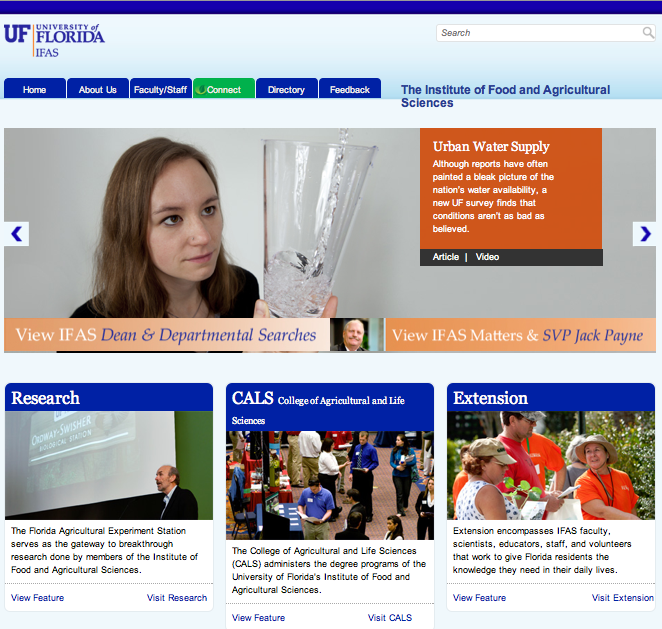 UF UNIVERSITY of
FLORIDA
IFAS
Search
Home
About Us
Faculty/Staff
Connect
Directory
Feedback
The Institute of Food and Agricultural
Sciences
Urban Water Supply
Although reports have often
painted a bleak picture of the
nation's water availability, a
new UF survey finds that
conditions aren't as bad as
believed.
Article | Video
View IFAS Dean & Departmental Searches
View IFAS Matters & SVP Jack Payne
Research
ORDWAY-SWISHER
BIOLOGICAL STATION
The Florida Agricultural Experiment Station
serves as the gateway to breakthrough
research done by members of the Institute of
Food and Agricultural Sciences.
View Feature
Visit Research
CALS College of Agricultural and Life
Sciences
The College of Agricultural and Life Sciences
(CALS) administers the degree programs of the
University of Florida's Institute of Food and
Agricultural Sciences.
View Feature
Visit CALS
Extension
Extension encompasses IFAS faculty,
scientists, educators, staff, and volunteers
that work to give Florida residents the
knowledge they need in their daily lives.
View Feature
Visit Extension